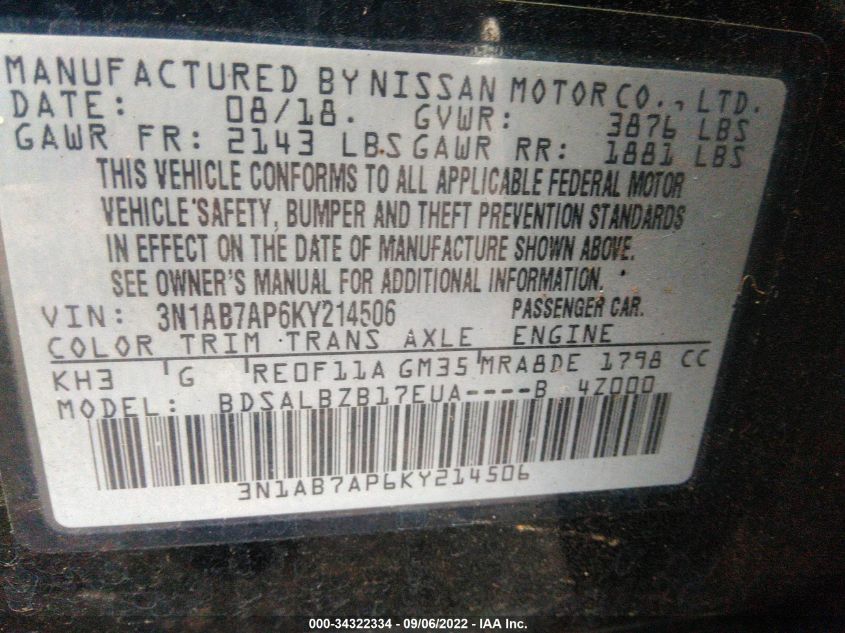 MANUFACTURED BY NISSAN MOTOR CO., LTD.
DATE: 08/18. GVWR: 3876 LBS
GAWR FR: 2143 LBS GAWR RR: 1881 LBS
THIS VEHICLE CONFORMS TO ALL APPLICABLE FEDERAL MOTOR
VEHICLE SAFETY, BUMPER AND THEFT PREVENTION STANDARDS
IN EFFECT ON THE DATE OF MANUFACTURE SHOWN ABOVE.
SEE OWNER'S MANUAL FOR ADDITIONAL INFORMATION.
VIN: 3N1AB7AP6KY214506 PASSENGER CAR.
COLOR TRIM TRANS AXLE ENGINE
KH3 G RE0F11A GM35 MRA8DE 1798 CC
MODEL: BDSALBZB17EUA----B 4Z000
3N1AB7AP6KY214506
000-34322334 - 09/06/2022 - IAA Inc.